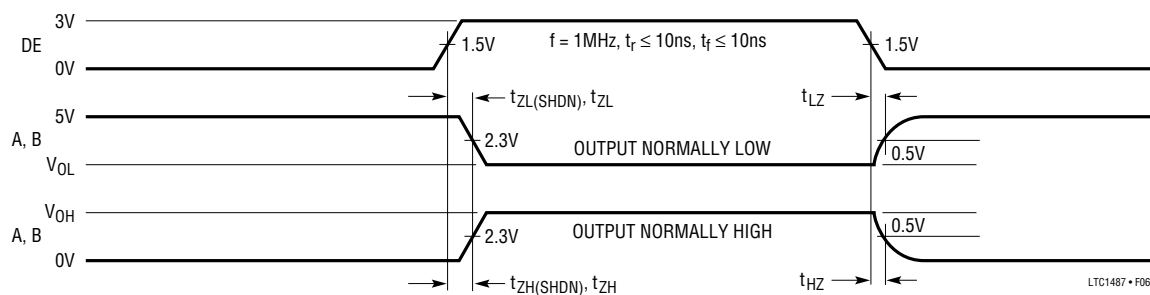 3V
DE
1.5V
f = 1MHz, tr ≤ 10ns, tf ≤ 10ns
1.5V
0V
tZL(SHDN), tZL
tLZ
5V
A, B
2.3V
OUTPUT NORMALLY LOW
0.5V
VOL
VOH
A, B
2.3V
OUTPUT NORMALLY HIGH
0.5V
0V
tZH(SHDN), tZH
tHZ
LTC1487 • F06